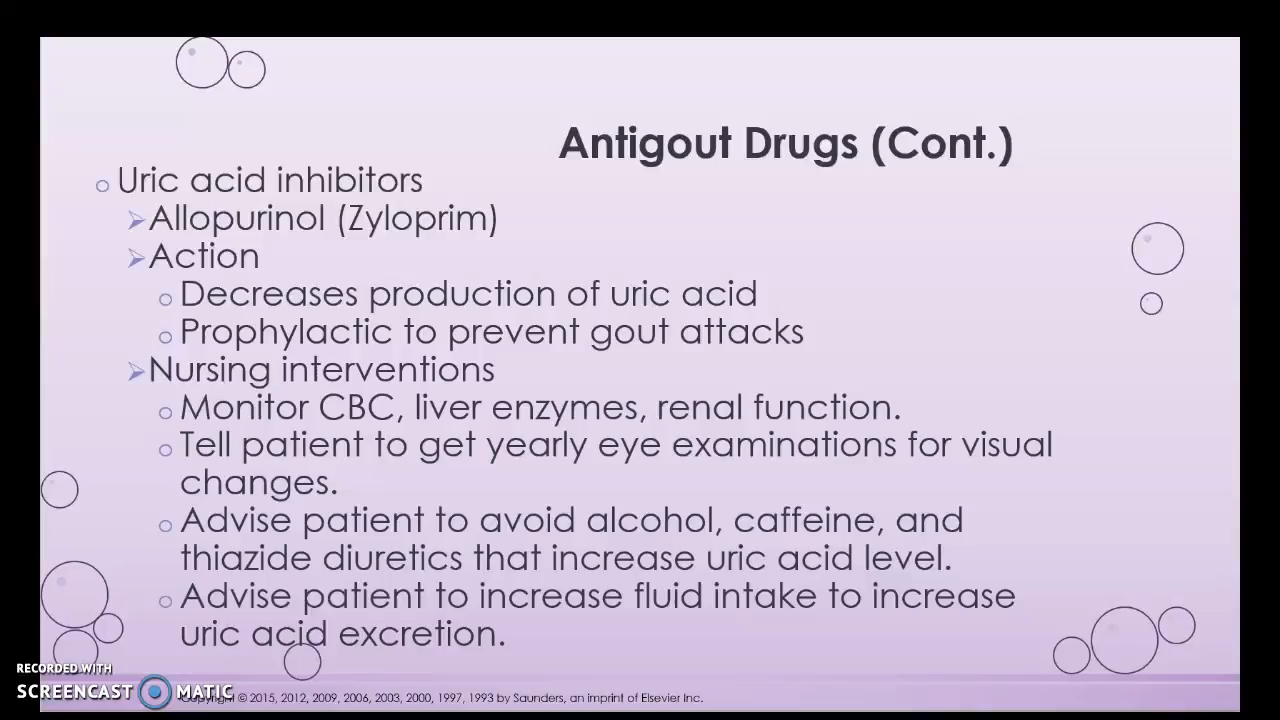 Antigout Drugs (Cont.)
Uric acid inhibitors
Allopurinol (Zyloprim)
Action
Decreases production of uric acid
Prophylactic to prevent gout attacks
Nursing interventions
Monitor CBC, liver enzymes, renal function.
Tell patient to get yearly eye examinations for visual
changes.
Advise patient to avoid alcohol, caffeine, and
thiazide diuretics that increase uric acid level.
Advise patient to increase fluid intake to increase
uric acid excretion.
RECORDED WITH
SCREENCAST MATIC
Copyright © 2015, 2012, 2009, 2006, 2003, 2000, 1997, 1993 by Saunders, an imprint of Elsevier Inc.